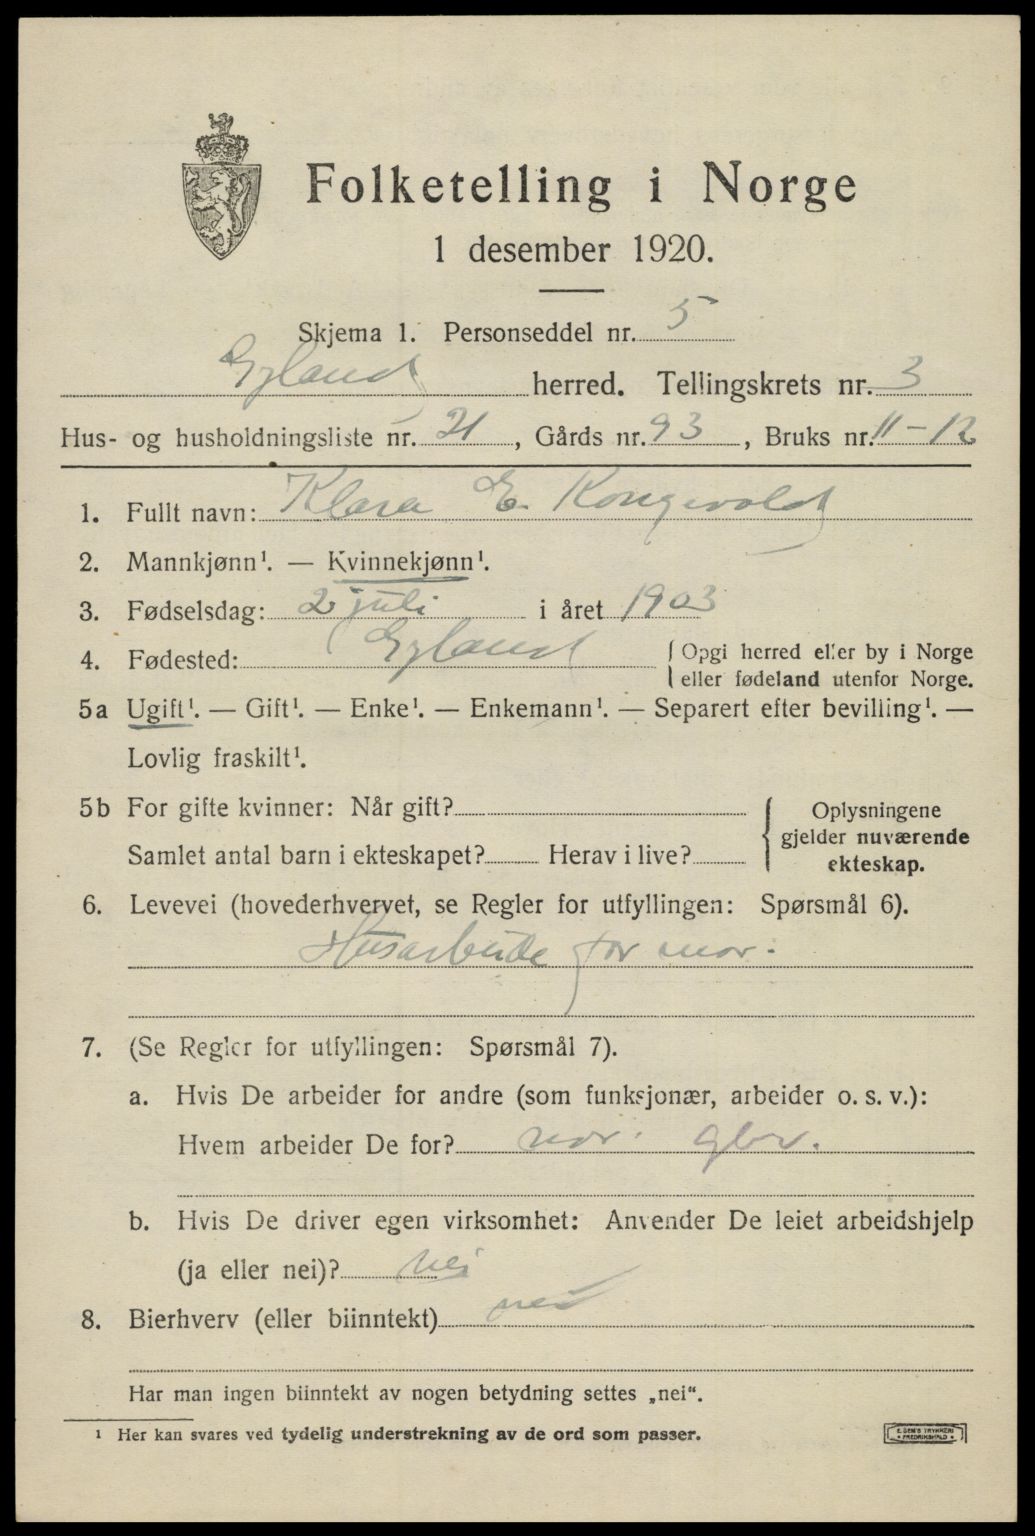 Folketelling i Norge
1 desember 1920.
Skjema 1. Personseddel nr. 5
Gyland herred. Tellingskrets nr. 3
Hus- og husholdningsliste nr. 21, Gårds nr. 93, Bruks nr. 11-12
1. Fullt navn: Klara E. Kongevold
2. Mannkjønn¹. — Kvinnekjønn¹.
3. Fødselsdag: 2 juli i året 1903
4. Fødested: Gyland { Opgi herred eller by i Norge
eller fødeland utenfor Norge.
5a Ugift¹. — Gift¹. — Enke¹. — Enkemann¹. — Separert efter bevilling¹. —
Lovlig fraskilt¹.
5b For gifte kvinner: Når gift?
Samlet antal barn i ekteskapet? Herav i live?
{ Oplysningene
gjelder nuværende
ekteskap.
6. Levevei (hovederhvervet, se Regler for utfyllingen: Spørsmål 6).
Husarbeide for mor.
7. (Se Regler for utfyllingen: Spørsmål 7).
a. Hvis De arbeider for andre (som funksjonær, arbeider o. s. v.):
Hvem arbeider De for? mor. gbr.
b. Hvis De driver egen virksomhet: Anvender De leiet arbeidshjelp
(ja eller nei)? nei
8. Bierhverv (eller biinntekt) nei
Har man ingen biinntekt av nogen betydning settes „nei“.
¹ Her kan svares ved tydelig understrekning av de ord som passer.
E. SEM'S TRYKKERI
FREDRIKSHALD